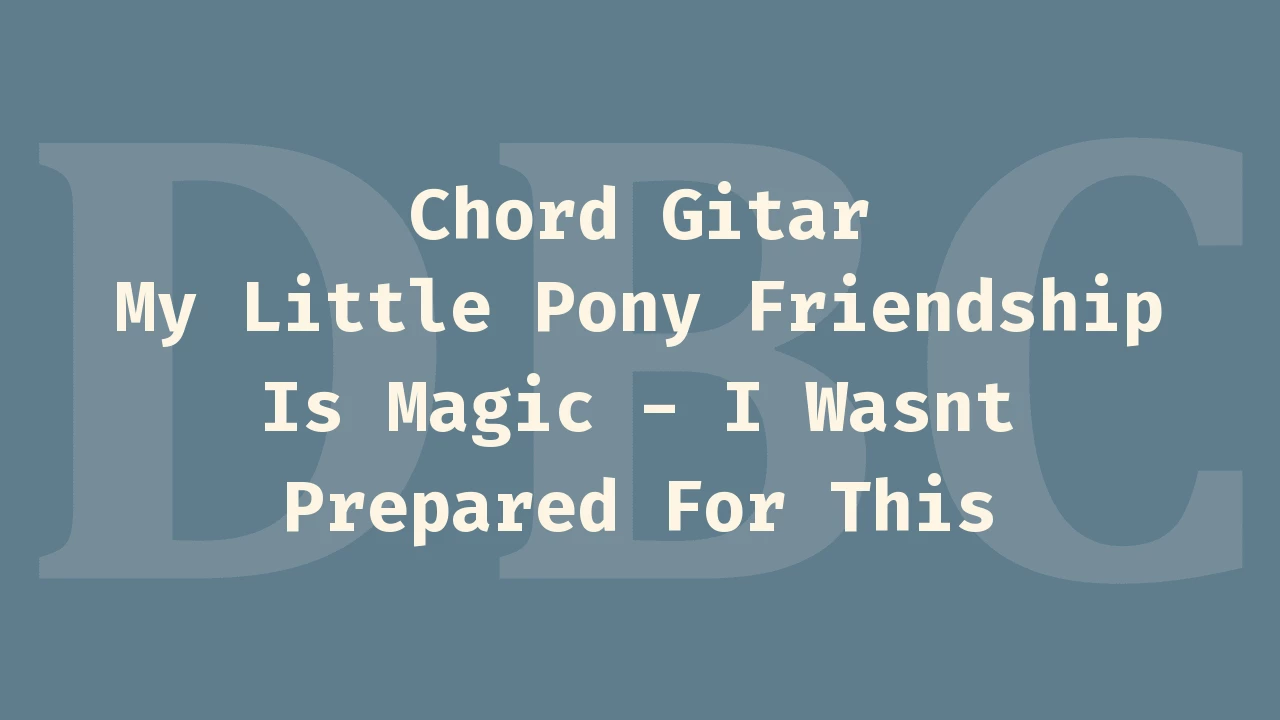 DBC
Chord Gitar
My Little Pony Friendship
Is Magic – I Wasnt
Prepared For This